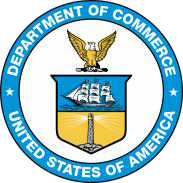 DEPARTMENT OF COMMERCE
UNITED STATES OF AMERICA